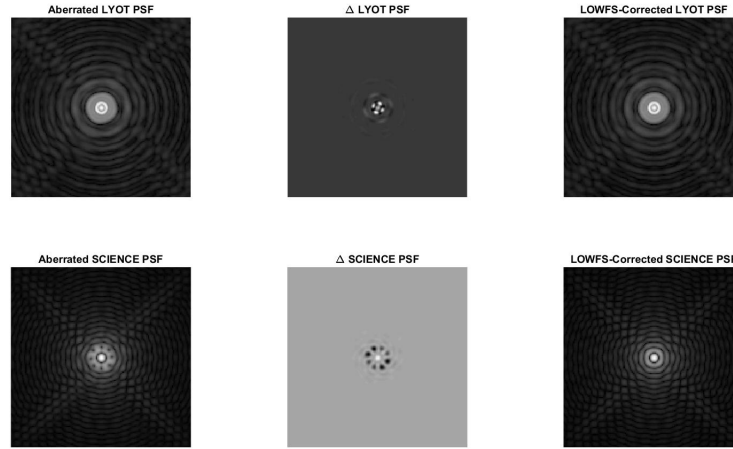 Aberrated LYOT PSF
△ LYOT PSF
LOWFS-Corrected LYOT PSF
Aberrated SCIENCE PSF
△ SCIENCE PSF
LOWFS-Corrected SCIENCE PSF